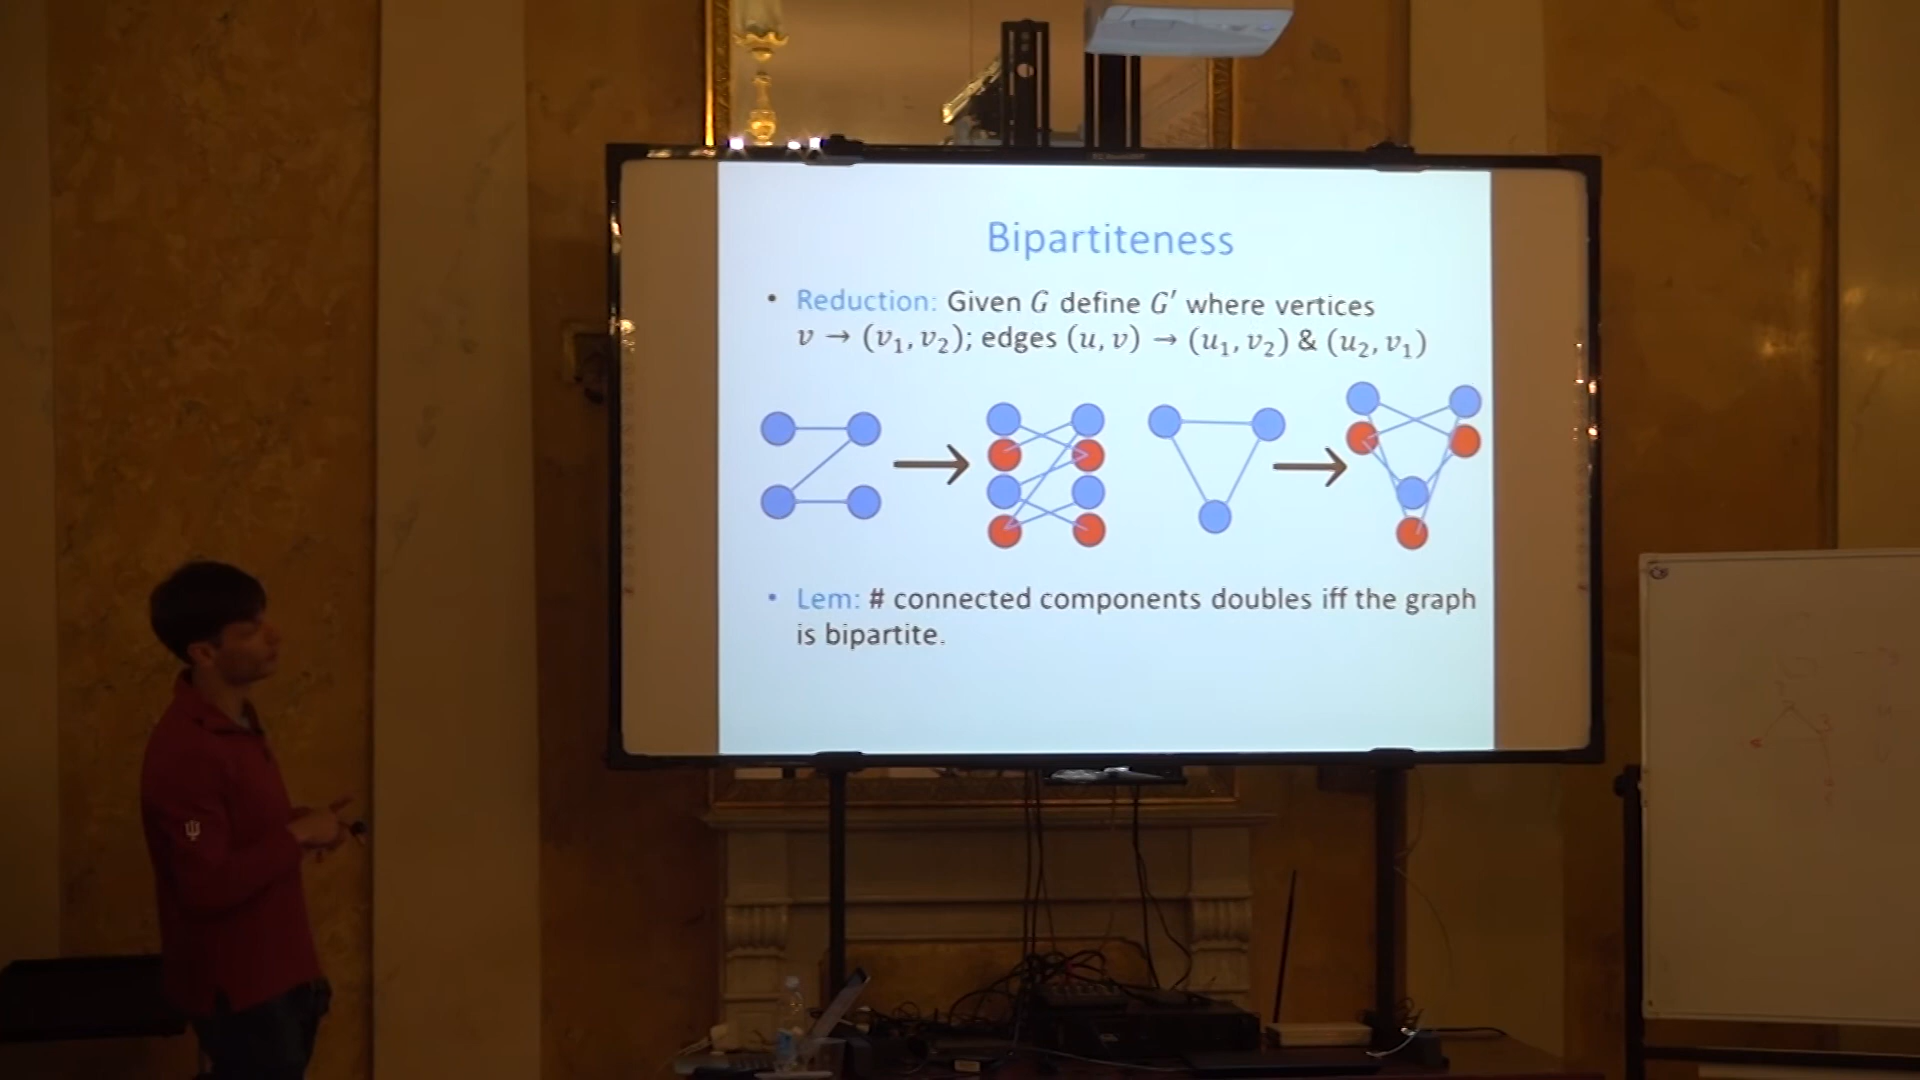 Bipartiteness
• Reduction: Given G define G′ where vertices
v → (v₁, v₂); edges (u, v) → (u₁, v₂) & (u₂, v₁)
• Lem: # connected components doubles iff the graph
is bipartite.